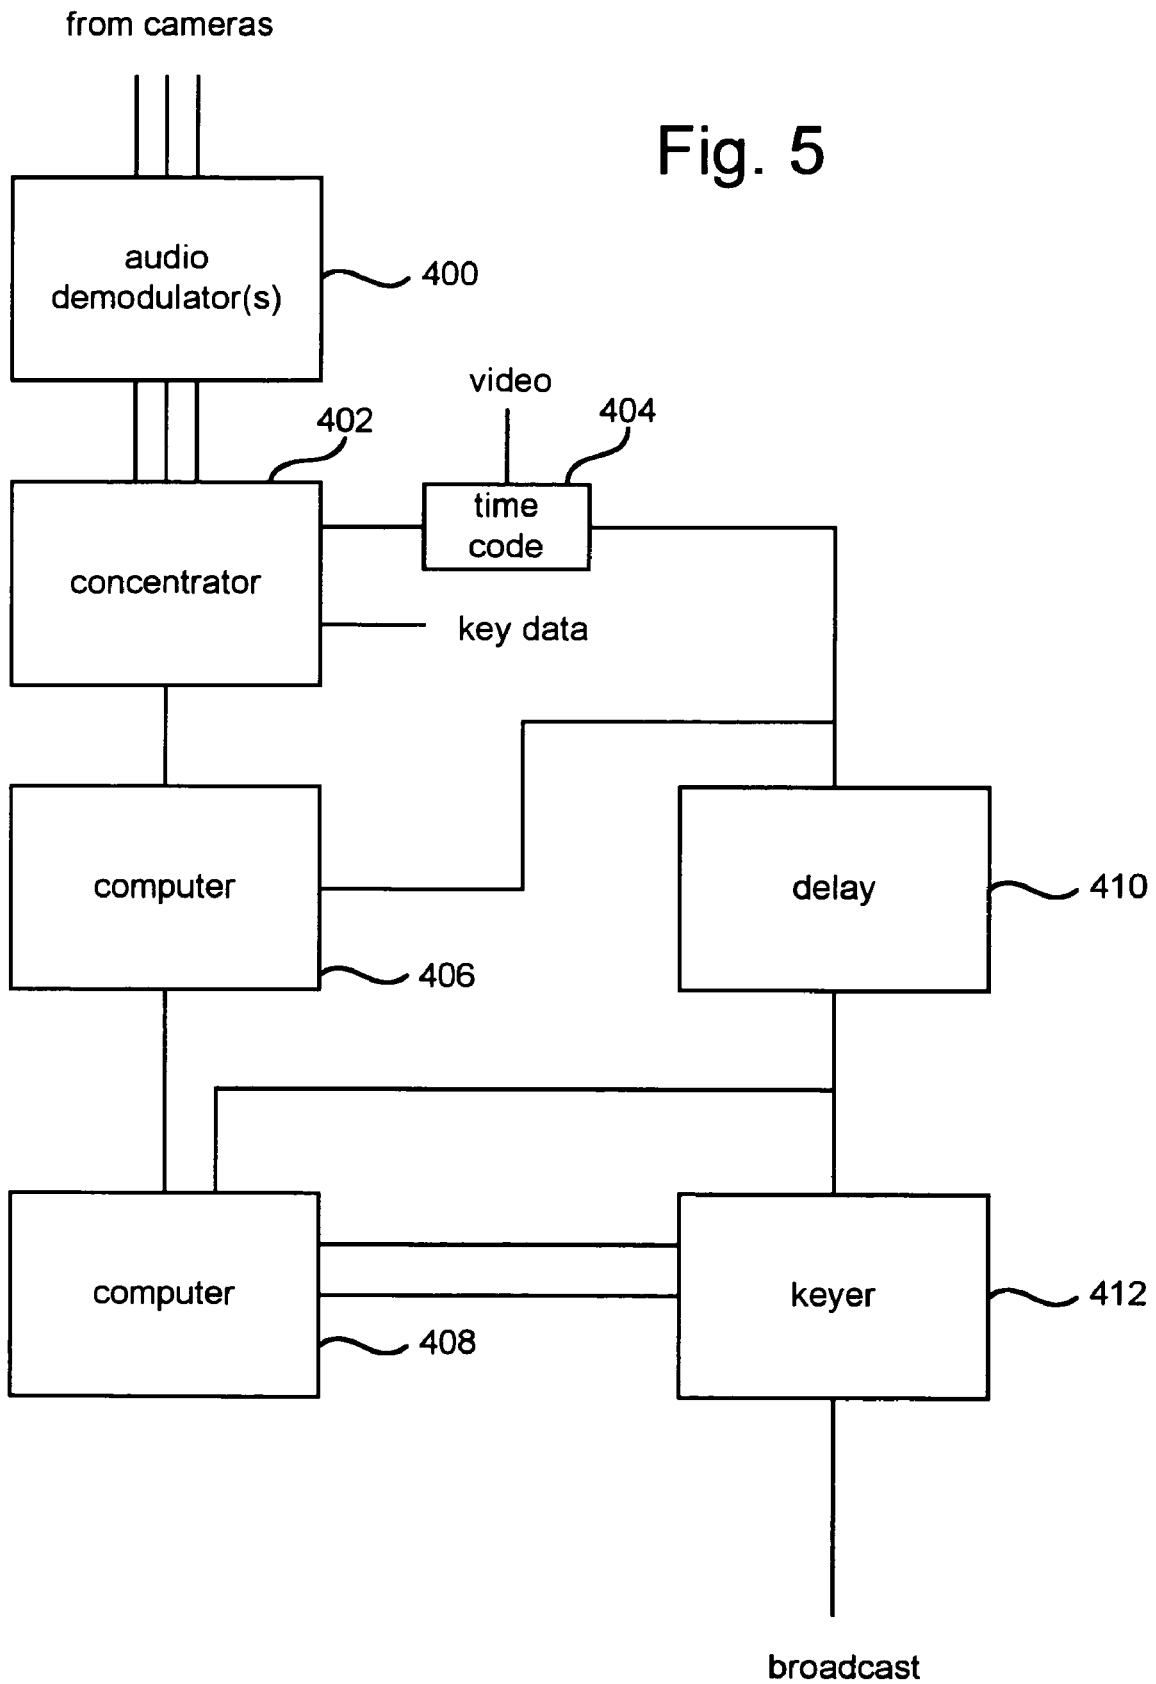 from cameras
Fig. 5
audio
demodulator(s)
400
video
404
402
time
code
concentrator
key data
computer
delay
410
406
computer
keyer
412
408
broadcast